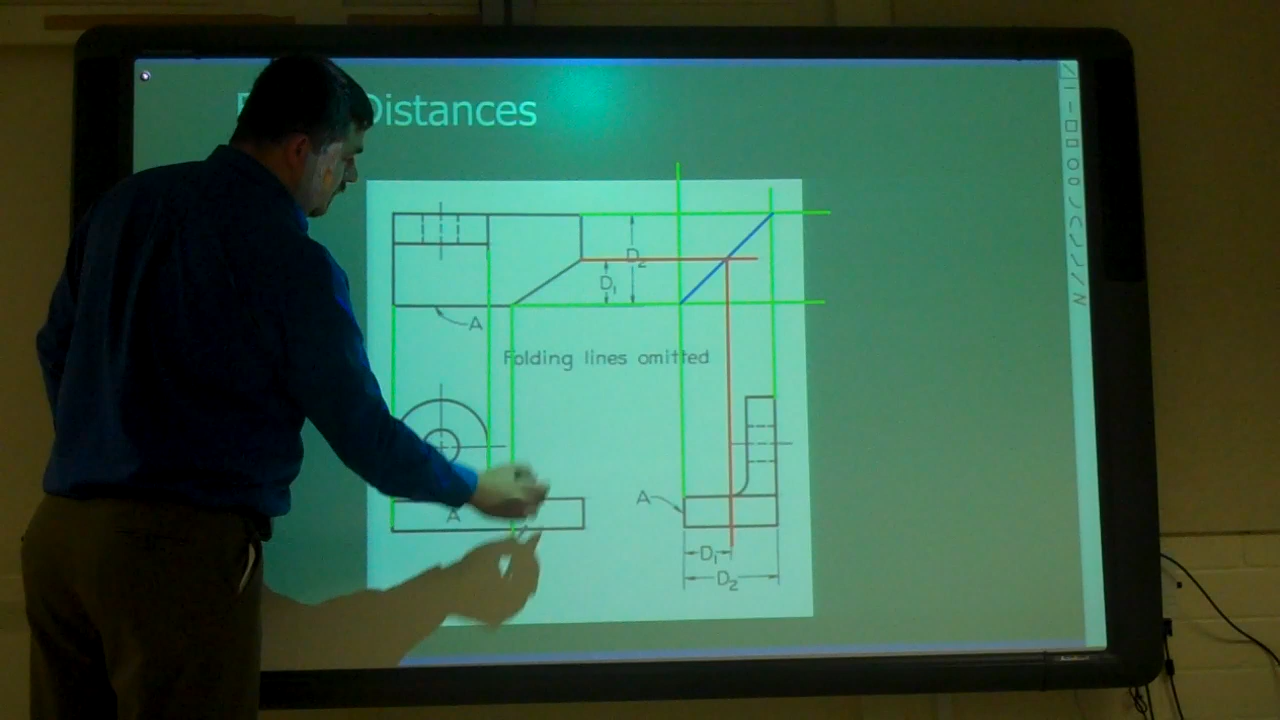 Distances
D₂
D₁
A
Folding lines omitted
A
A
D₁
D₂